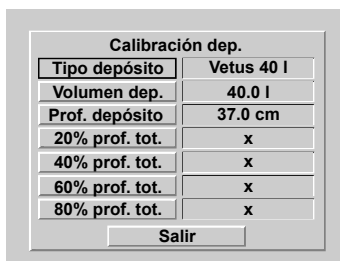 Calibración dep.
Tipo depósito Vetus 40 l
Volumen dep. 40.0 l
Prof. depósito 37.0 cm
20% prof. tot. x
40% prof. tot. x
60% prof. tot. x
80% prof. tot. x
Salir